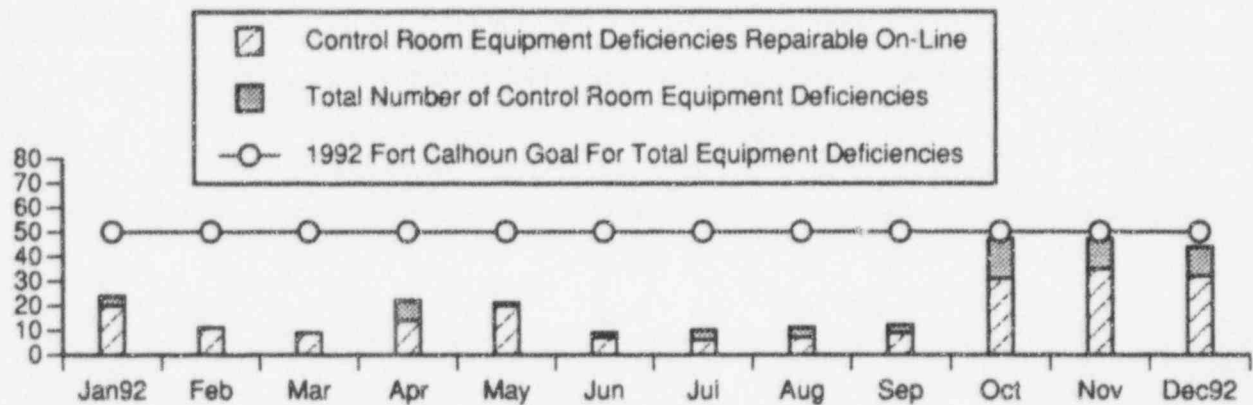 Control Room Equipment Deficiencies Repairable On-Line
Total Number of Control Room Equipment Deficiencies
1992 Fort Calhoun Goal For Total Equipment Deficiencies
80
70
60
50
40
30
20
10
0
Jan92 Feb Mar Apr May Jun Jul Aug Sep Oct Nov Dec92